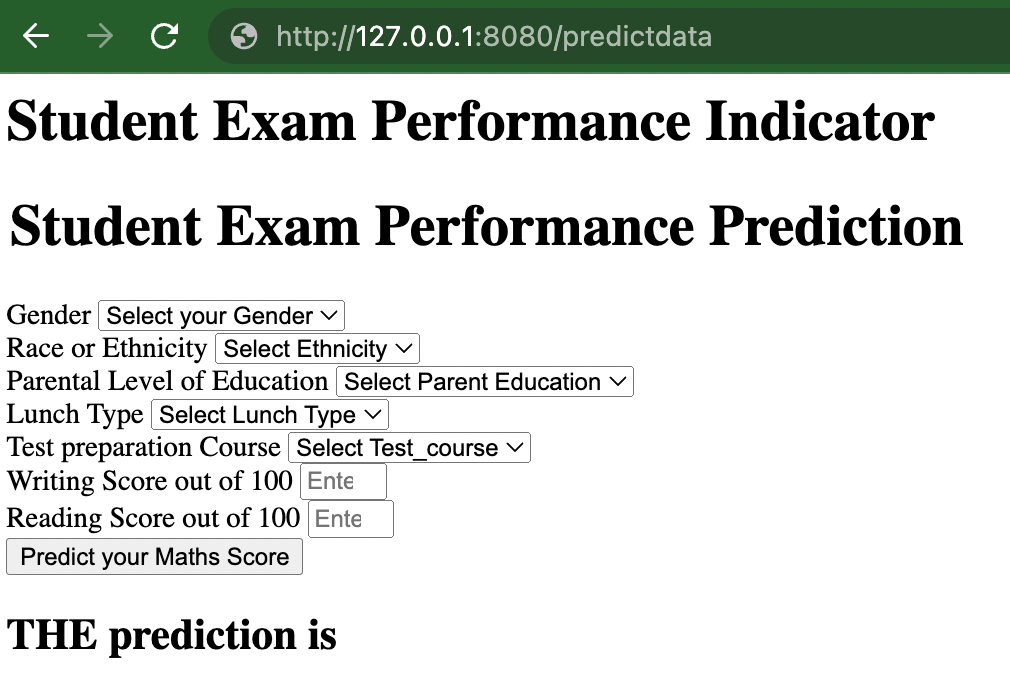 http://127.0.0.1:8080/predictdata
Student Exam Performance Indicator
Student Exam Performance Prediction
Gender Select your Gender
Race or Ethnicity Select Ethnicity
Parental Level of Education Select Parent Education
Lunch Type Select Lunch Type
Test preparation Course Select Test_course
Writing Score out of 100 Ente
Reading Score out of 100 Ente
Predict your Maths Score
THE prediction is